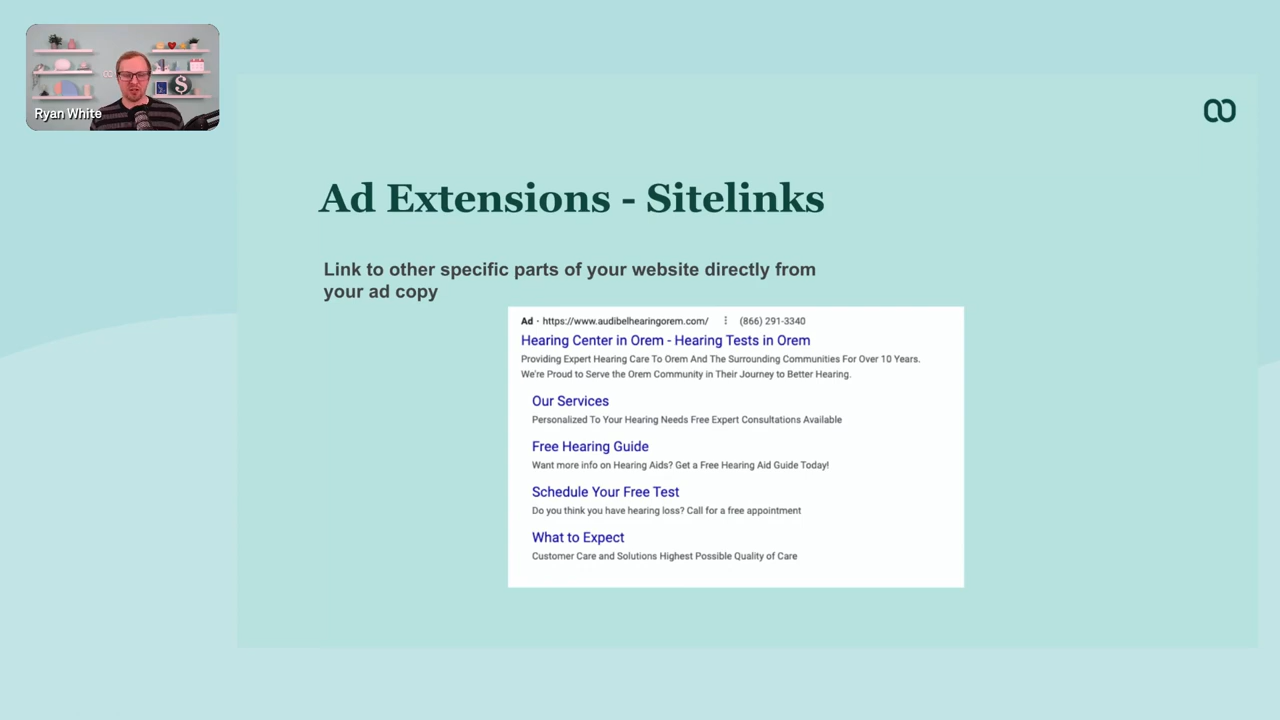 Ryan White
Ad Extensions - Sitelinks
Link to other specific parts of your website directly from
your ad copy
Ad · https://www.audibelhearingorem.com/ ⋮ (866) 291-3340
Hearing Center in Orem - Hearing Tests in Orem
Providing Expert Hearing Care To Orem And The Surrounding Communities For Over 10 Years.
We're Proud to Serve the Orem Community in Their Journey to Better Hearing.
Our Services
Personalized To Your Hearing Needs Free Expert Consultations Available
Free Hearing Guide
Want more info on Hearing Aids? Get a Free Hearing Aid Guide Today!
Schedule Your Free Test
Do you think you have hearing loss? Call for a free appointment
What to Expect
Customer Care and Solutions Highest Possible Quality of Care